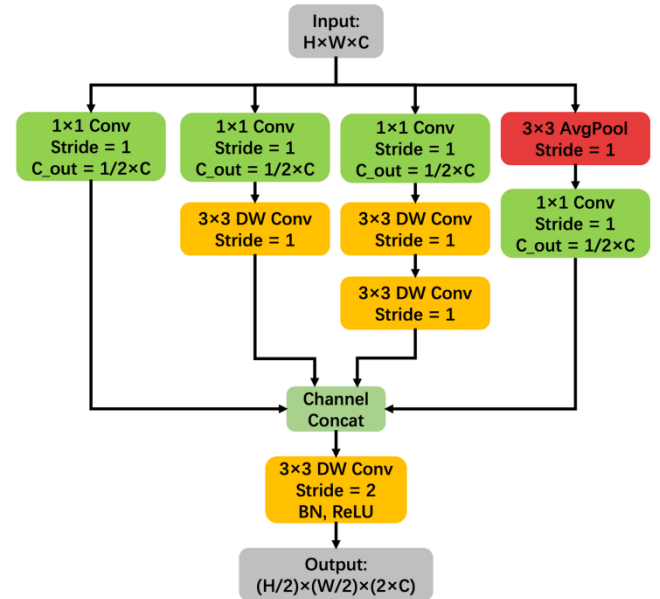 Input:
H×W×C
1×1 Conv
Stride = 1
C_out = 1/2×C
1×1 Conv
Stride = 1
C_out = 1/2×C
1×1 Conv
Stride = 1
C_out = 1/2×C
3×3 AvgPool
Stride = 1
3×3 DW Conv
Stride = 1
3×3 DW Conv
Stride = 1
1×1 Conv
Stride = 1
C_out = 1/2×C
3×3 DW Conv
Stride = 1
Channel
Concat
3×3 DW Conv
Stride = 2
BN, ReLU
Output:
(H/2)×(W/2)×(2×C)